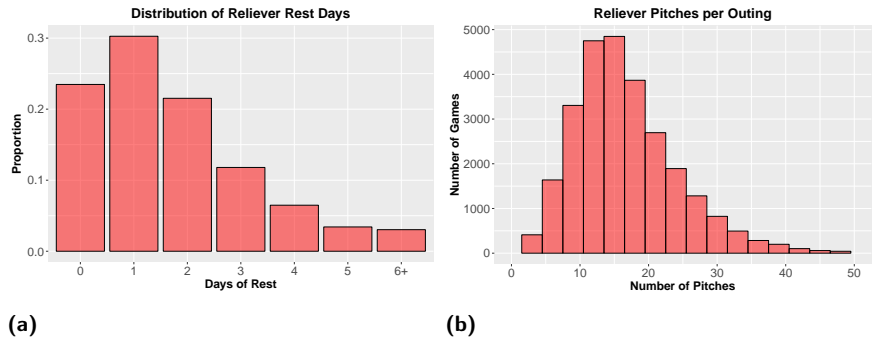 Distribution of Reliever Rest Days
0.3
0.2
0.1
0.0
Proportion
0 1 2 3 4 5 6+
Days of Rest
(a)
Reliever Pitches per Outing
5000
4000
3000
2000
1000
0
Number of Games
0 10 20 30 40 50
Number of Pitches
(b)